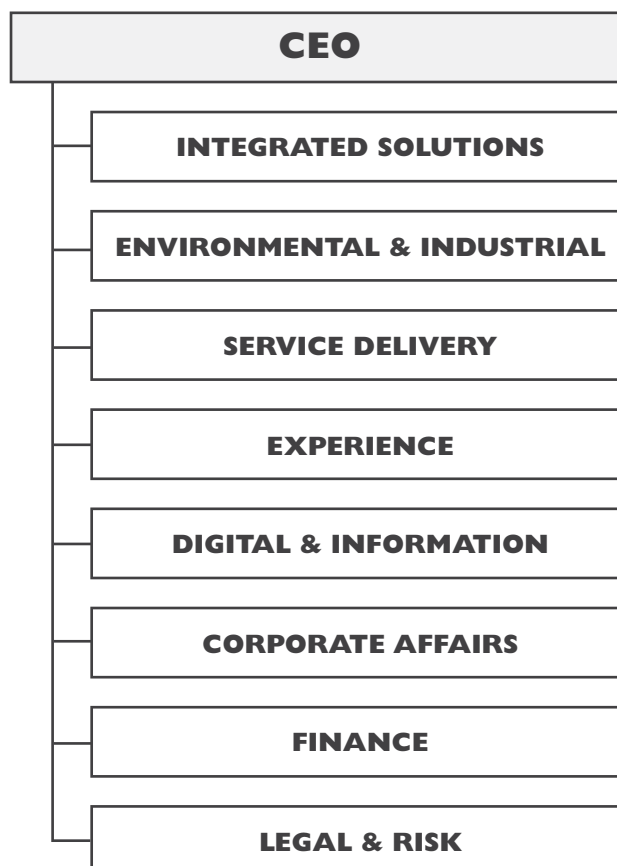 CEO
INTEGRATED SOLUTIONS
ENVIRONMENTAL & INDUSTRIAL
SERVICE DELIVERY
EXPERIENCE
DIGITAL & INFORMATION
CORPORATE AFFAIRS
FINANCE
LEGAL & RISK